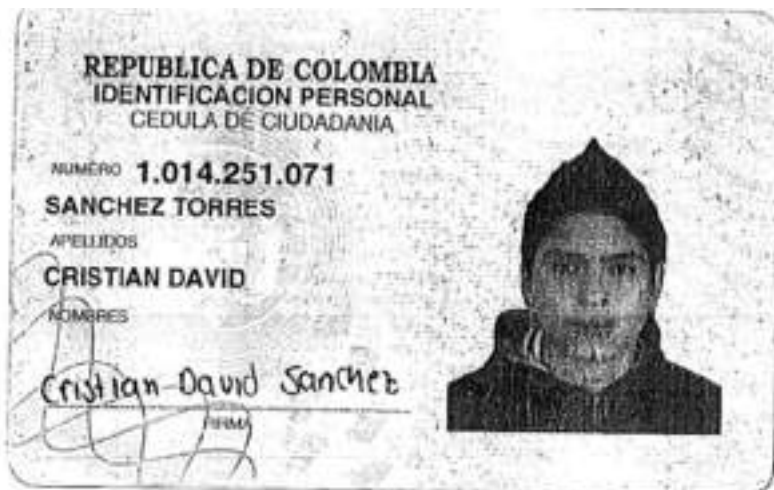 REPUBLICA DE COLOMBIA
IDENTIFICACION PERSONAL
CEDULA DE CIUDADANIA
NUMERO 1.014.251.071
SANCHEZ TORRES
APELLIDOS
CRISTIAN DAVID
NOMBRES
Cristian David Sanchez
FIRMA